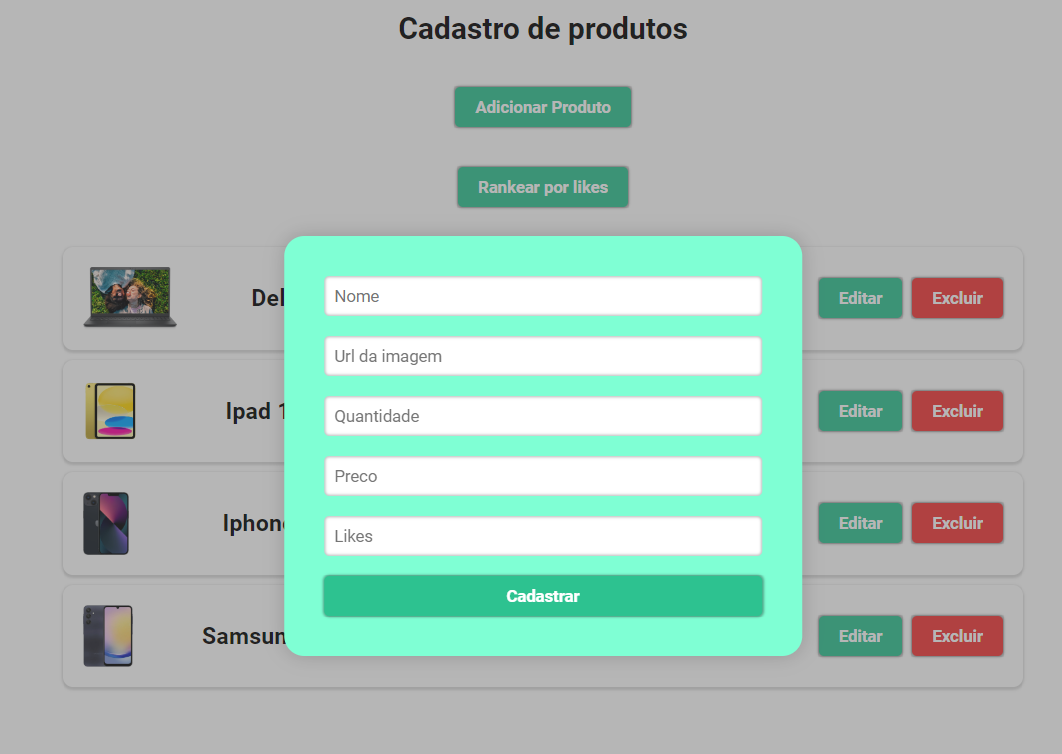 Cadastro de produtos
Adicionar Produto
Rankear por likes
Nome
Url da imagem
Quantidade
Preco
Likes
Cadastrar
Del
Editar
Excluir
Ipad 1
Editar
Excluir
Iphon
Editar
Excluir
Samsun
Editar
Excluir